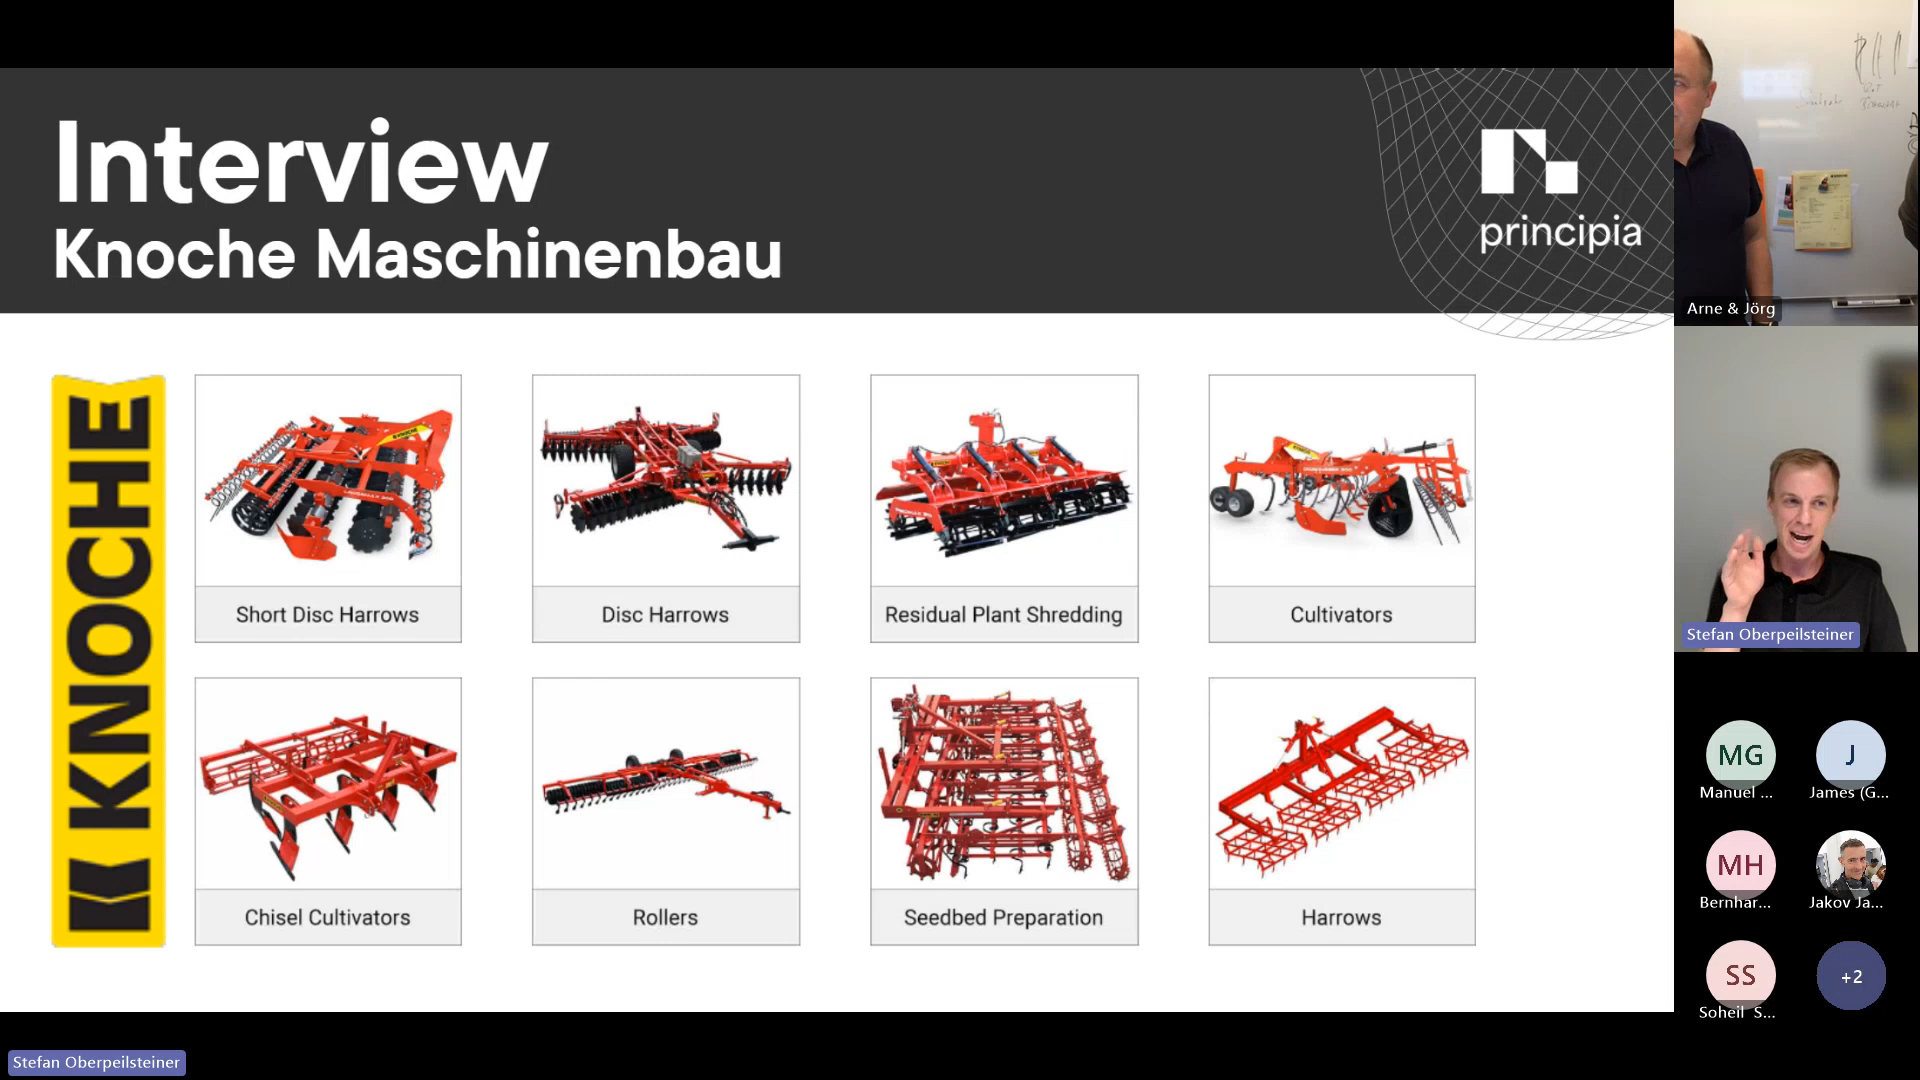 Interview
Knoche Maschinenbau
principia
KNOCHE
Short Disc Harrows
Disc Harrows
Residual Plant Shredding
Cultivators
Chisel Cultivators
Rollers
Seedbed Preparation
Harrows
Arne & Jörg
Stefan Oberpeilsteiner
MG
Manuel ...
J
James (G...
MH
Bernhar...
Jakov Ja...
SS
Soheil S...
+2
Stefan Oberpeilsteiner